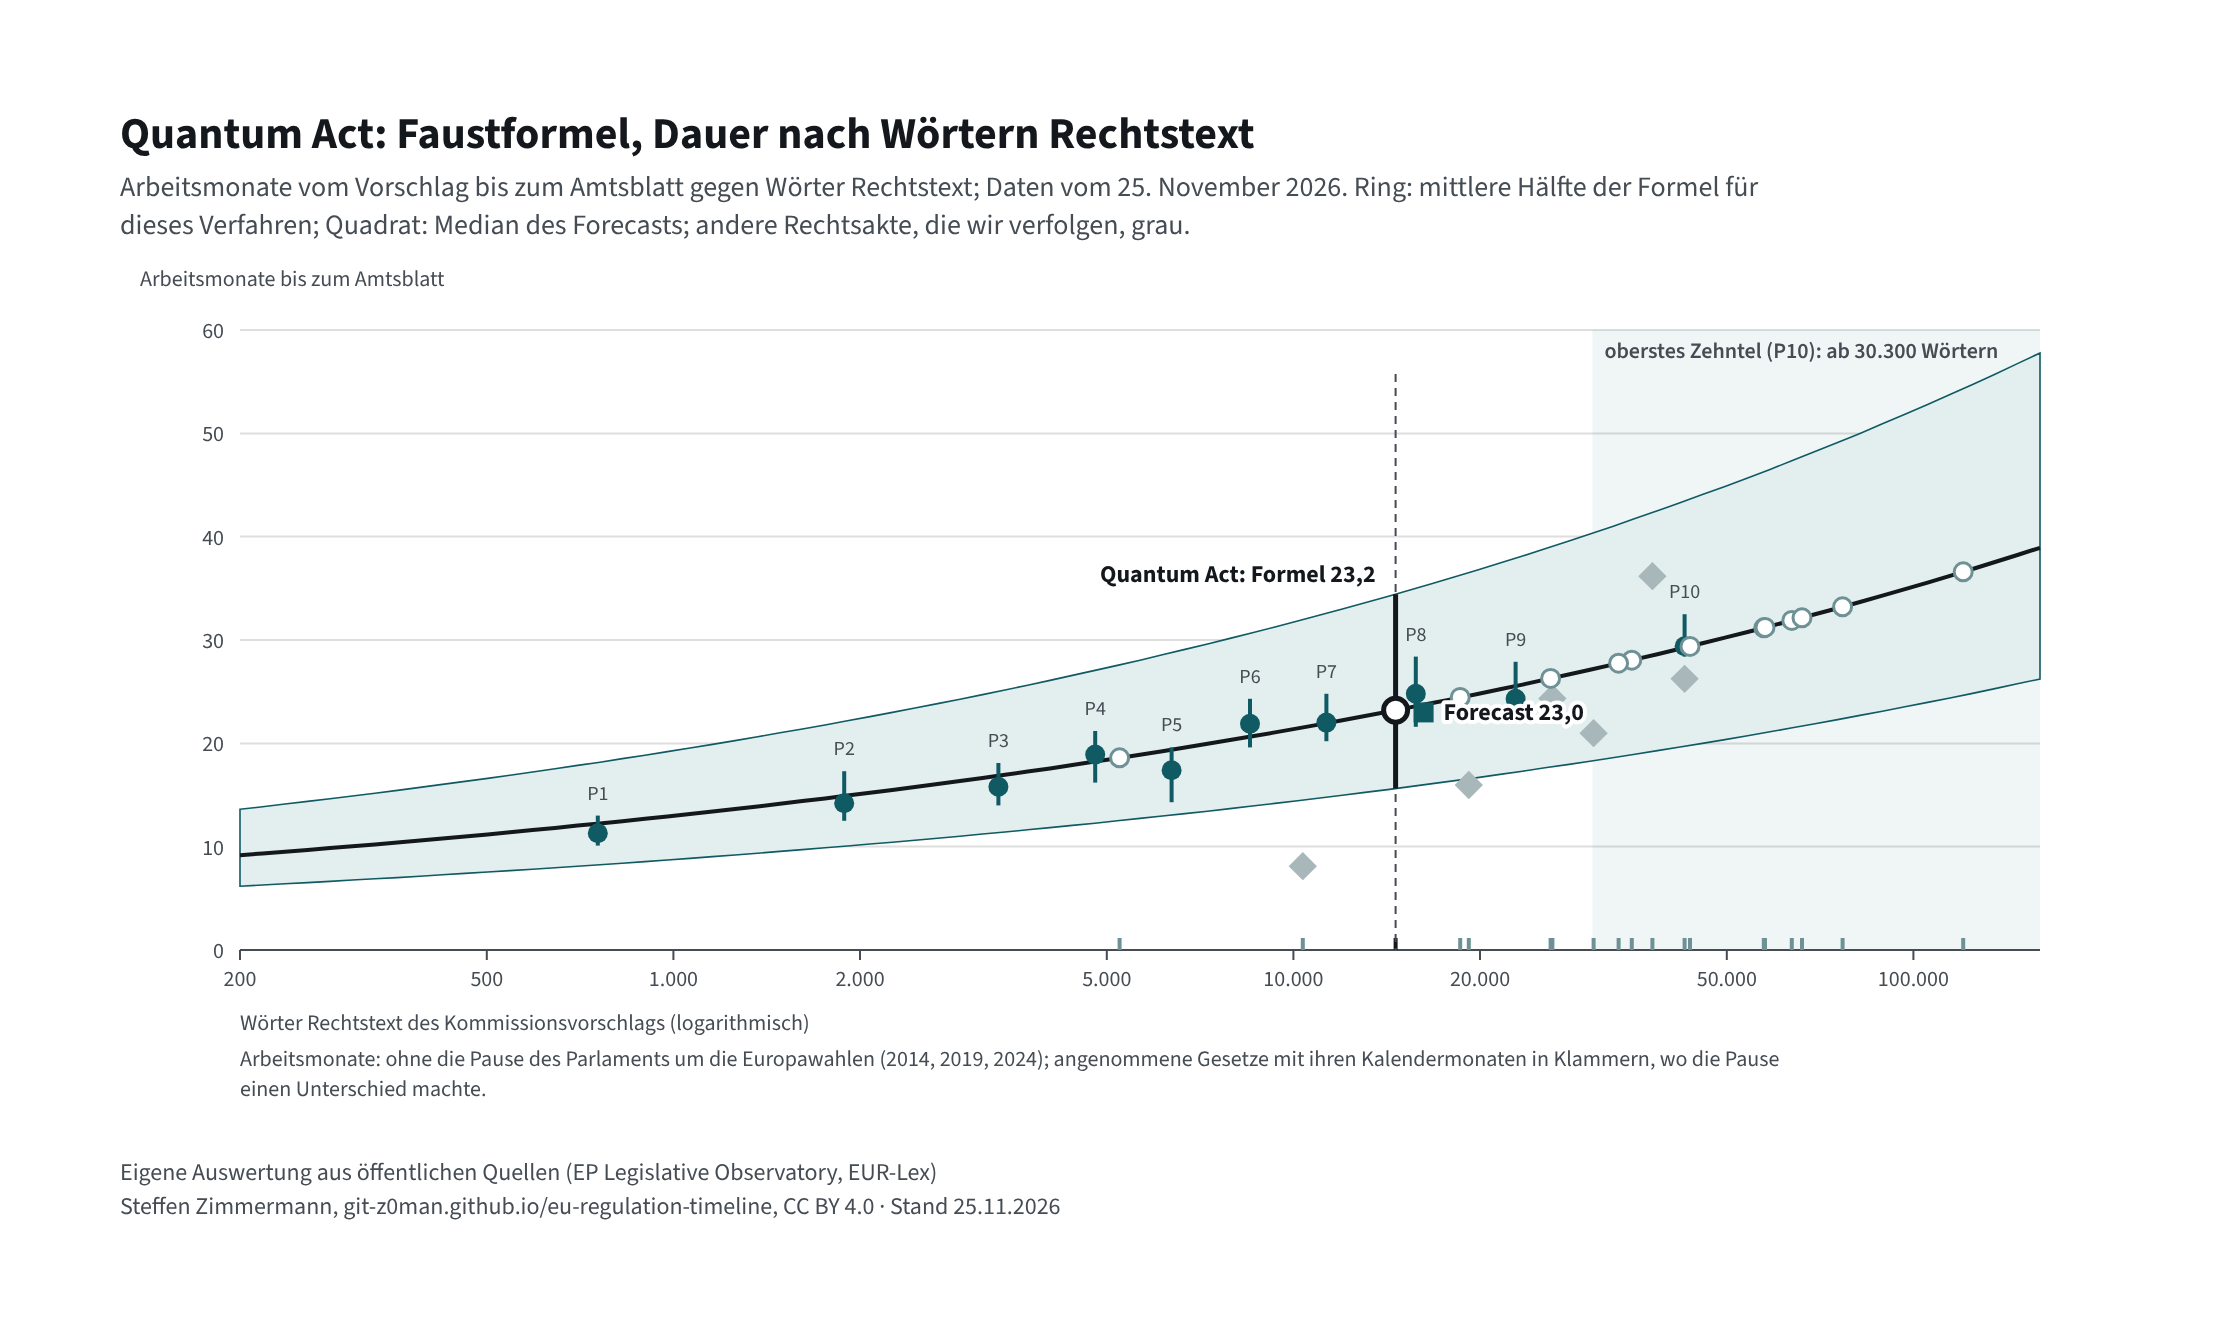 Quantum Act: Faustformel, Dauer nach Wörtern Rechtstext
Arbeitsmonate vom Vorschlag bis zum Amtsblatt gegen Wörter Rechtstext; Daten vom 25. November 2026. Ring: mittlere Hälfte der Formel für
dieses Verfahren; Quadrat: Median des Forecasts; andere Rechtsakte, die wir verfolgen, grau.
Arbeitsmonate bis zum Amtsblatt
60
oberstes Zehntel (P10): ab 30.300 Wörtern
50
40
Quantum Act: Formel 23,2
P10
30
P8
P9
P6
P7
P4
Forecast 23,0
P5
20
P3
P2
P1
10
0
200 500 1.000 2.000 5.000 10.000 20.000 50.000 100.000
Wörter Rechtstext des Kommissionsvorschlags (logarithmisch)
Arbeitsmonate: ohne die Pause des Parlaments um die Europawahlen (2014, 2019, 2024); angenommene Gesetze mit ihren Kalendermonaten in Klammern, wo die Pause
einen Unterschied machte.
Eigene Auswertung aus öffentlichen Quellen (EP Legislative Observatory, EUR-Lex)
Steffen Zimmermann, git-z0man.github.io/eu-regulation-timeline, CC BY 4.0 · Stand 25.11.2026